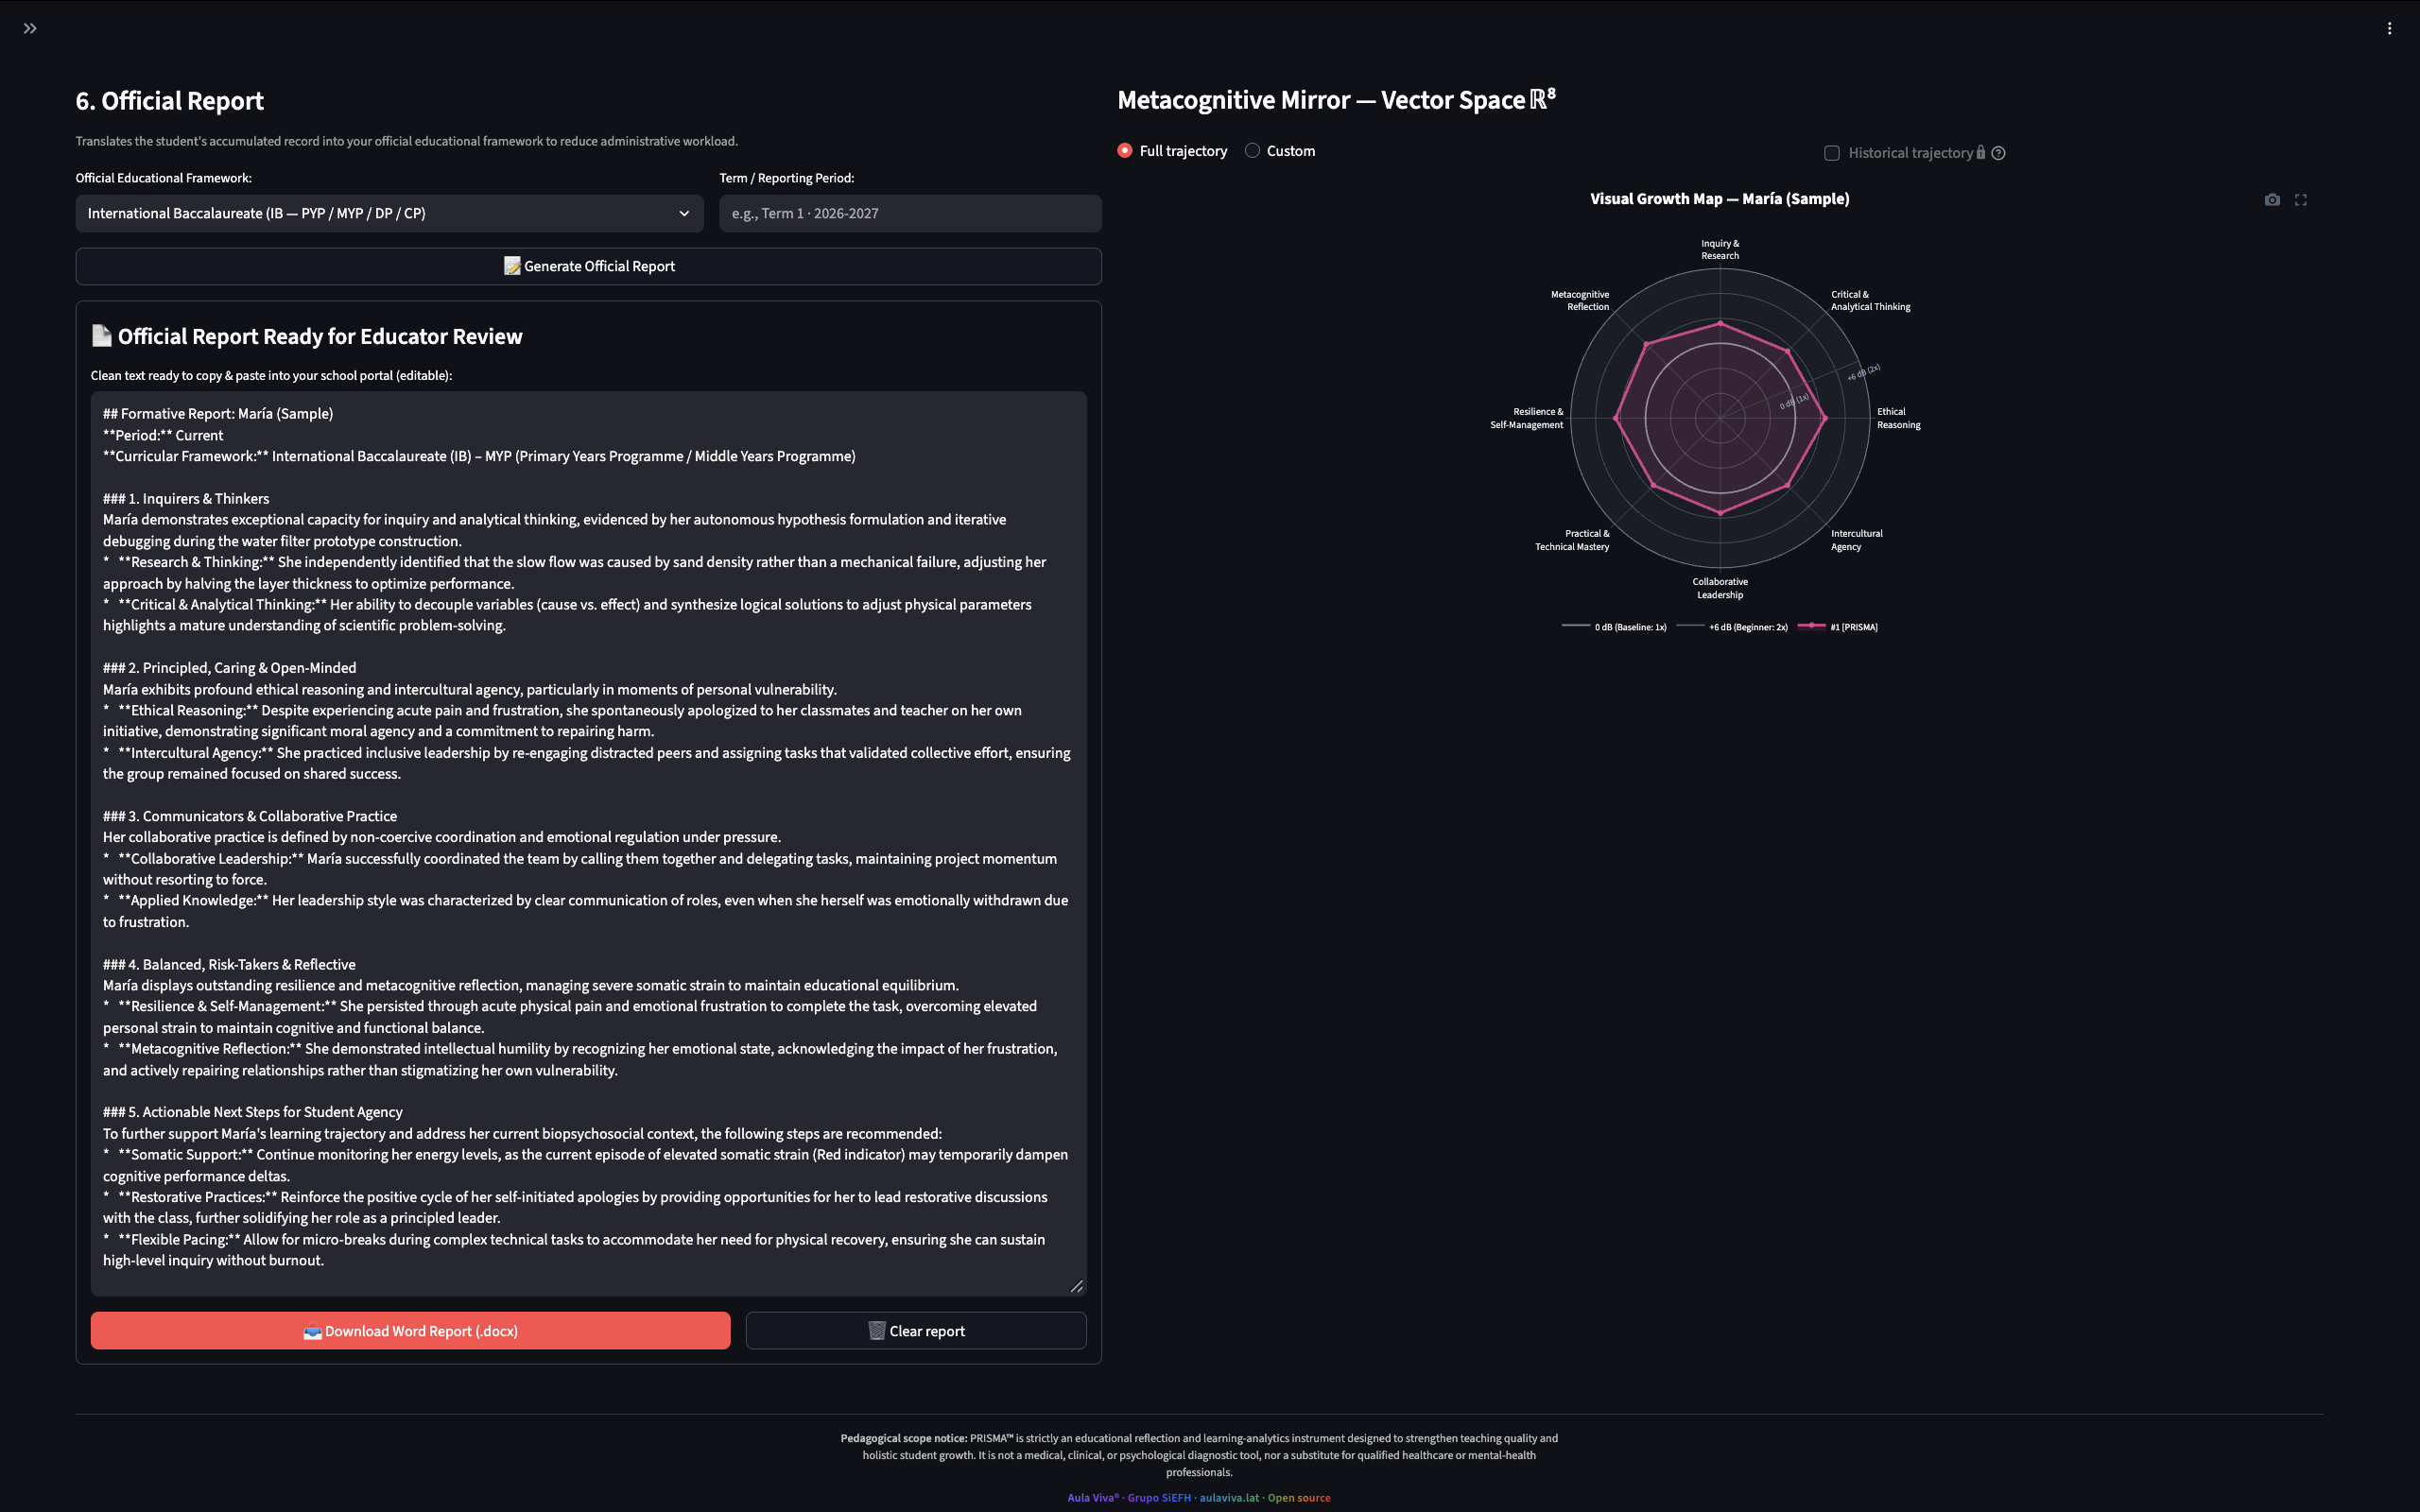 6. Official Report
Translates the student's accumulated record into your official educational framework to reduce administrative workload.
Official Educational Framework:
International Baccalaureate (IB — PYP / MYP / DP / CP)
Term / Reporting Period:
e.g., Term 1 · 2026-2027
📝 Generate Official Report
📄 Official Report Ready for Educator Review
Clean text ready to copy & paste into your school portal (editable):
## Formative Report: María (Sample)
**Period:** Current
**Curricular Framework:** International Baccalaureate (IB) – MYP (Primary Years Programme / Middle Years Programme)
### 1. Inquirers & Thinkers
María demonstrates exceptional capacity for inquiry and analytical thinking, evidenced by her autonomous hypothesis formulation and iterative
debugging during the water filter prototype construction.
* **Research & Thinking:** She independently identified that the slow flow was caused by sand density rather than a mechanical failure, adjusting her
approach by halving the layer thickness to optimize performance.
* **Critical & Analytical Thinking:** Her ability to decouple variables (cause vs. effect) and synthesize logical solutions to adjust physical parameters
highlights a mature understanding of scientific problem-solving.
### 2. Principled, Caring & Open-Minded
María exhibits profound ethical reasoning and intercultural agency, particularly in moments of personal vulnerability.
* **Ethical Reasoning:** Despite experiencing acute pain and frustration, she spontaneously apologized to her classmates and teacher on her own
initiative, demonstrating significant moral agency and a commitment to repairing harm.
* **Intercultural Agency:** She practiced inclusive leadership by re-engaging distracted peers and assigning tasks that validated collective effort, ensuring
the group remained focused on shared success.
### 3. Communicators & Collaborative Practice
Her collaborative practice is defined by non-coercive coordination and emotional regulation under pressure.
* **Collaborative Leadership:** María successfully coordinated the team by calling them together and delegating tasks, maintaining project momentum
without resorting to force.
* **Applied Knowledge:** Her leadership style was characterized by clear communication of roles, even when she herself was emotionally withdrawn due
to frustration.
### 4. Balanced, Risk-Takers & Reflective
María displays outstanding resilience and metacognitive reflection, managing severe somatic strain to maintain educational equilibrium.
* **Resilience & Self-Management:** She persisted through acute physical pain and emotional frustration to complete the task, overcoming elevated
personal strain to maintain cognitive and functional balance.
* **Metacognitive Reflection:** She demonstrated intellectual humility by recognizing her emotional state, acknowledging the impact of her frustration,
and actively repairing relationships rather than stigmatizing her own vulnerability.
### 5. Actionable Next Steps for Student Agency
To further support María's learning trajectory and address her current biopsychosocial context, the following steps are recommended:
* **Somatic Support:** Continue monitoring her energy levels, as the current episode of elevated somatic strain (Red indicator) may temporarily dampen
cognitive performance deltas.
* **Restorative Practices:** Reinforce the positive cycle of her self-initiated apologies by providing opportunities for her to lead restorative discussions
with the class, further solidifying her role as a principled leader.
* **Flexible Pacing:** Allow for micro-breaks during complex technical tasks to accommodate her need for physical recovery, ensuring she can sustain
high-level inquiry without burnout.
📥 Download Word Report (.docx)
🗑️ Clear report
Metacognitive Mirror — Vector Space ℝ⁸
Full trajectory
Custom
Historical trajectory
Visual Growth Map — María (Sample)
Inquiry &
Research
Critical &
Analytical Thinking
Ethical
Reasoning
Intercultural
Agency
Collaborative
Leadership
Practical &
Technical Mastery
Resilience &
Self-Management
Metacognitive
Reflection
+6 dB (2x)
0 dB (1x)
0 dB (Baseline: 1x)
+6 dB (Beginner: 2x)
#1 [PRISMA]
Pedagogical scope notice: PRISMA™ is strictly an educational reflection and learning-analytics instrument designed to strengthen teaching quality and
holistic student growth. It is not a medical, clinical, or psychological diagnostic tool, nor a substitute for qualified healthcare or mental-health
professionals.
Aula Viva® · Grupo SiEFH · aulaviva.lat · Open source